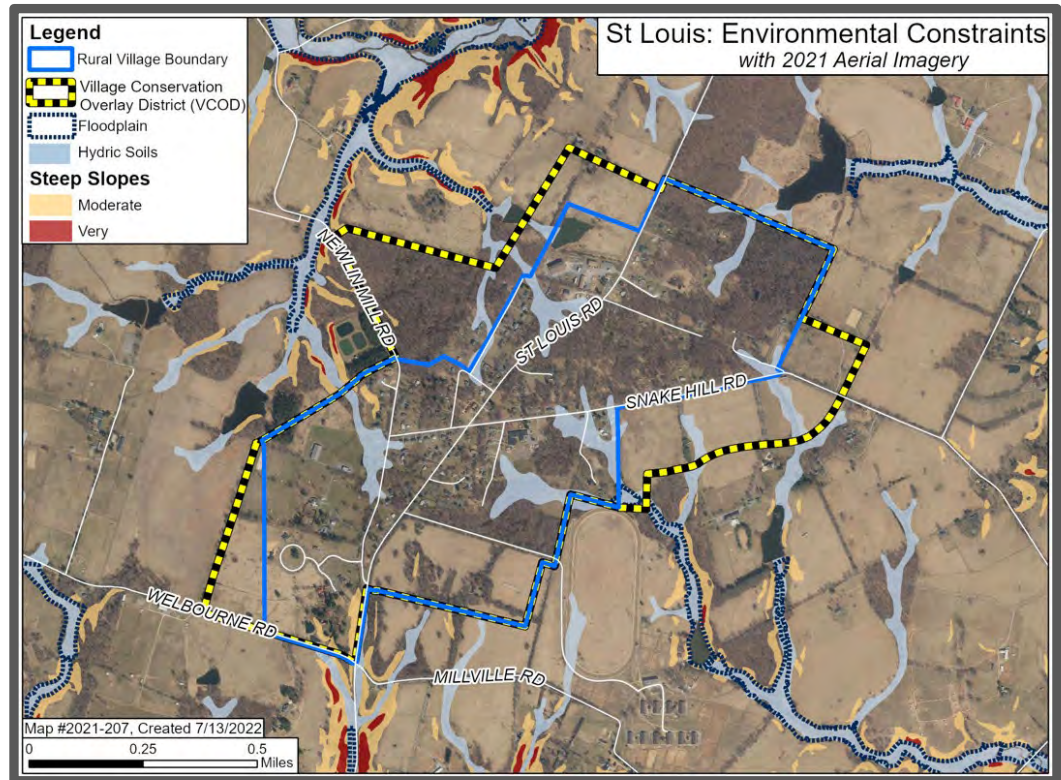 St Louis: Environmental Constraints
with 2021 Aerial Imagery
Legend
Rural Village Boundary
Village Conservation
Overlay District (VCOD)
Floodplain
Hydric Soils
Steep Slopes
Moderate
Very
NEWLIN MILL RD
ST LOUIS RD
SNAKE HILL RD
WELBOURNE RD
MILLVILLE RD
Map #2021-207, Created 7/13/2022
0 0.25 0.5
Miles